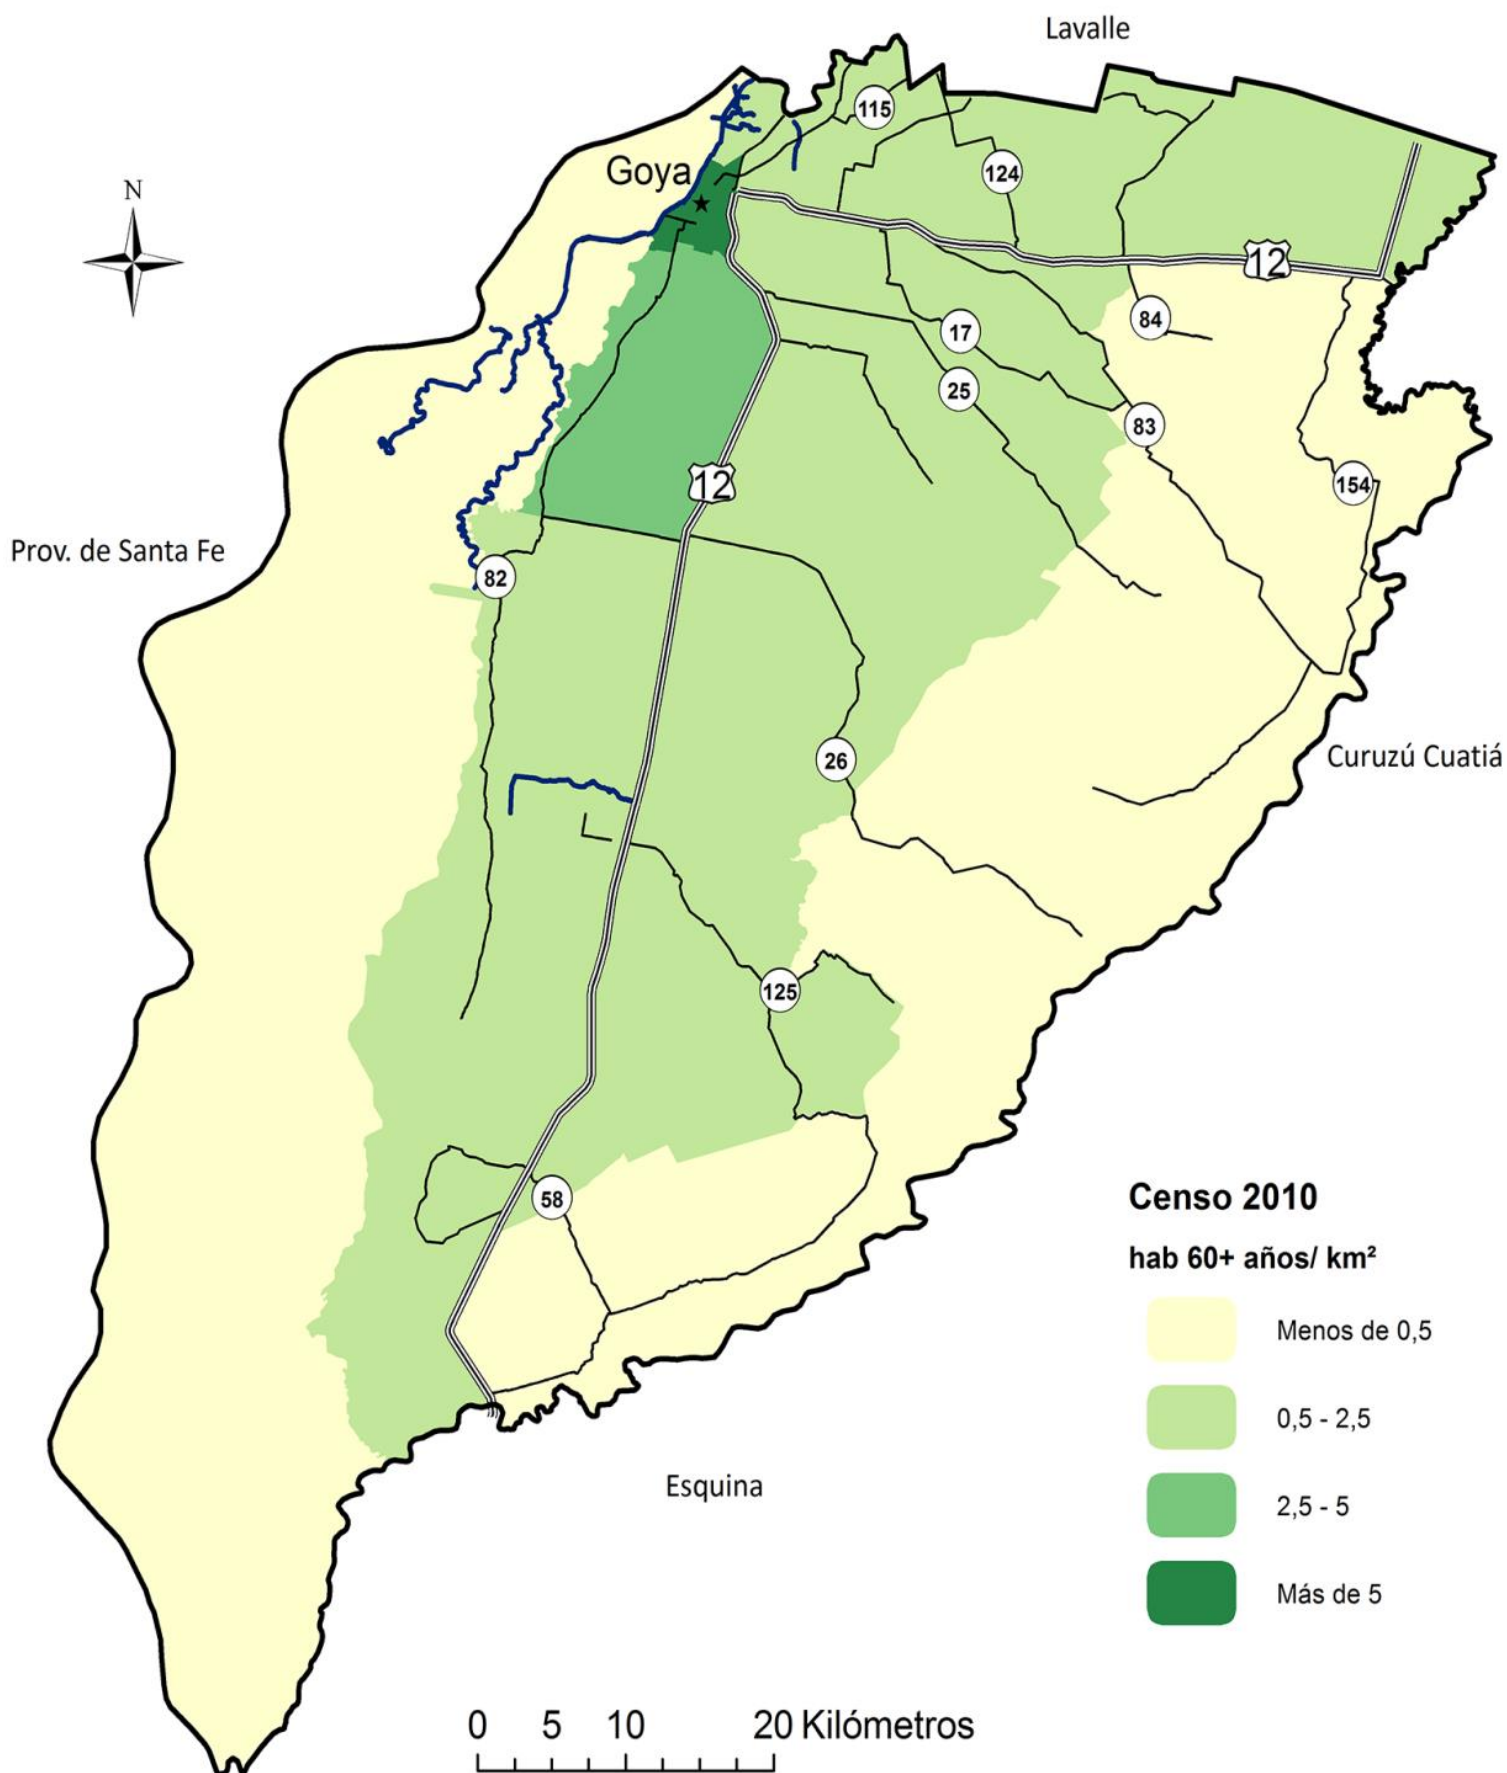 Lavalle
115
Goya
124
N
12
84
17
25
83
12
154
Prov. de Santa Fe
82
Curuzú Cuatiá
26
125
58
Censo 2010
hab 60+ años/ km²
Menos de 0,5
0,5 - 2,5
Esquina
2,5 - 5
Más de 5
0 5 10 20 Kilómetros